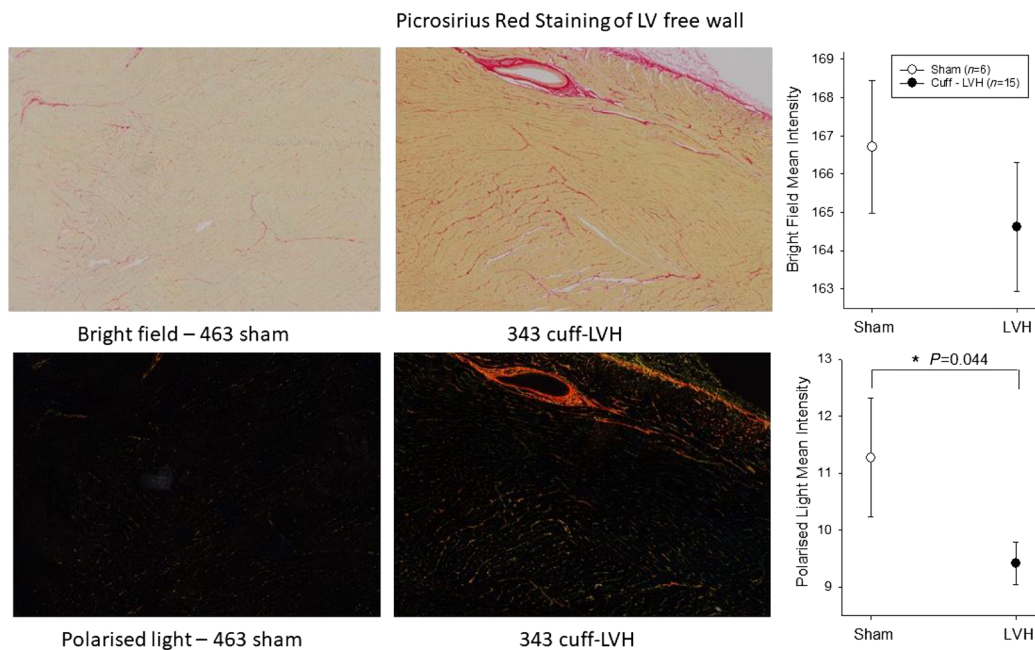 Picrosirius Red Staining of LV free wall
Bright field – 463 sham
343 cuff-LVH
Polarised light – 463 sham
343 cuff-LVH
Bright Field Mean Intensity
169
168
167
166
165
164
163
Sham (n=6)
Cuff - LVH (n=15)
Sham
LVH
Polarised Light Mean Intensity
13
12
11
10
9
* P=0.044
Sham
LVH